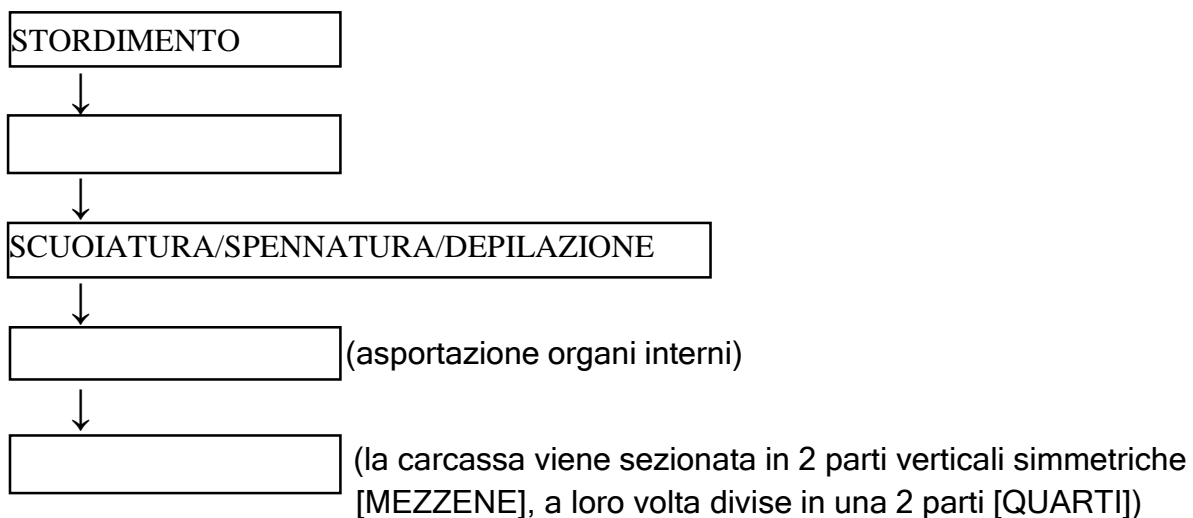 STORDIMENTO
↓
↓
SCUOIATURA/SPENNATURA/DEPILAZIONE
↓
(asportazione organi interni)
↓
(la carcassa viene sezionata in 2 parti verticali simmetriche
[MEZZENE], a loro volta divise in una 2 parti [QUARTI])